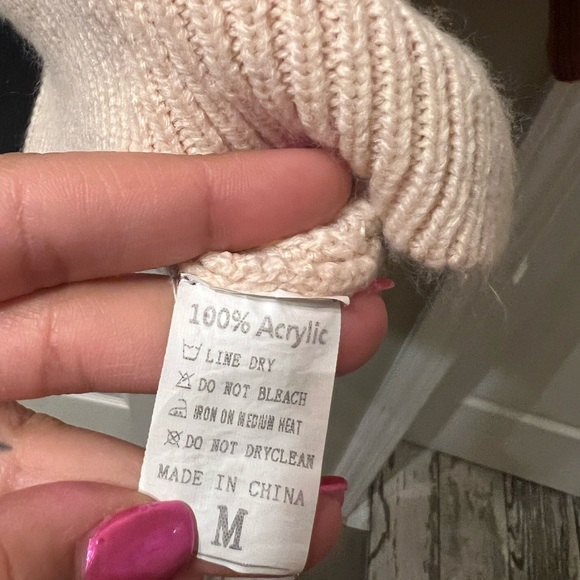 100% Acrylic
LINE DRY
DO NOT BLEACH
IRON ON MEDIUM HEAT
DO NOT DRYCLEAN
MADE IN CHINA
M